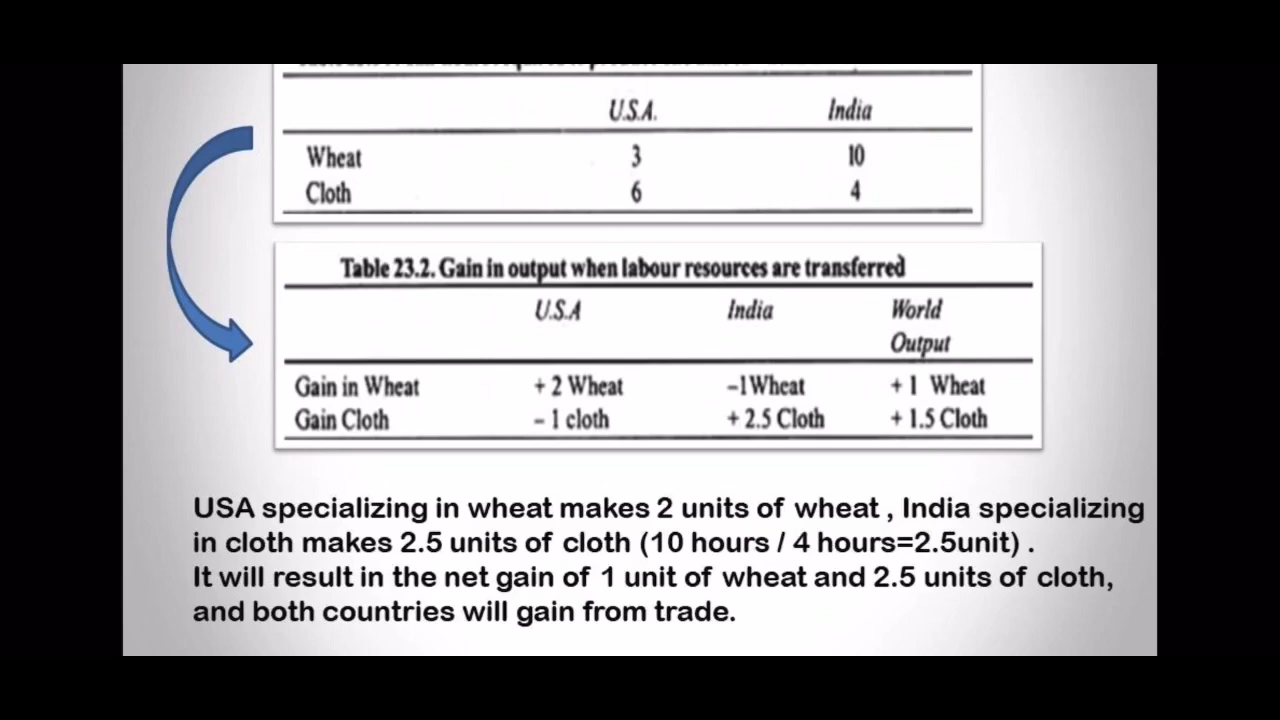 U.S.A. India
Wheat 3 10
Cloth 6 4
Table 23.2. Gain in output when labour resources are transferred
U.S.A India World
Output
Gain in Wheat + 2 Wheat –1Wheat + 1 Wheat
Gain Cloth – 1 cloth + 2.5 Cloth + 1.5 Cloth
USA specializing in wheat makes 2 units of wheat , India specializing
in cloth makes 2.5 units of cloth (10 hours / 4 hours=2.5unit) .
It will result in the net gain of 1 unit of wheat and 2.5 units of cloth,
and both countries will gain from trade.